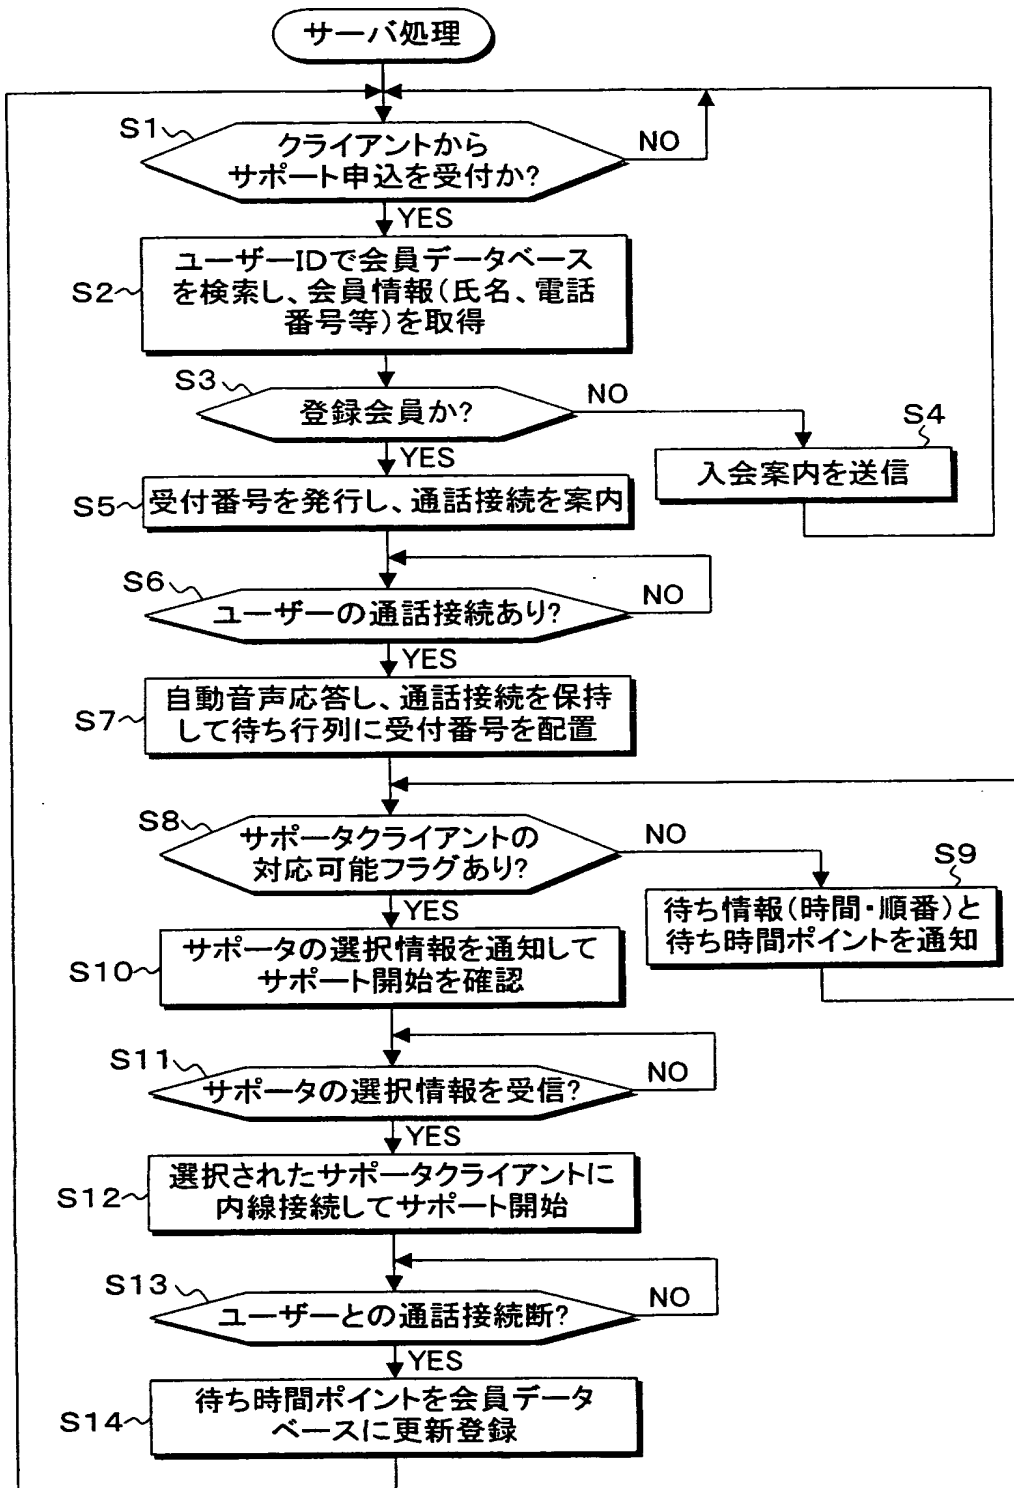 サーバ処理
S1
クライアントから
サポート申込を受付か?
NO
YES
S2
ユーザーIDで会員データベース
を検索し、会員情報(氏名、電話
番号等)を取得
S3
登録会員か?
NO
YES
S4
入会案内を送信
S5
受付番号を発行し、通話接続を案内
S6
ユーザーの通話接続あり?
NO
YES
S7
自動音声応答し、通話接続を保持
して待ち行列に受付番号を配置
S8
サポータクライアントの
対応可能フラグあり?
NO
YES
S9
待ち情報(時間・順番)と
待ち時間ポイントを通知
S10
サポータの選択情報を通知して
サポート開始を確認
S11
サポータの選択情報を受信?
NO
YES
S12
選択されたサポータクライアントに
内線接続してサポート開始
S13
ユーザーとの通話接続断?
NO
YES
S14
待ち時間ポイントを会員データ
ベースに更新登録